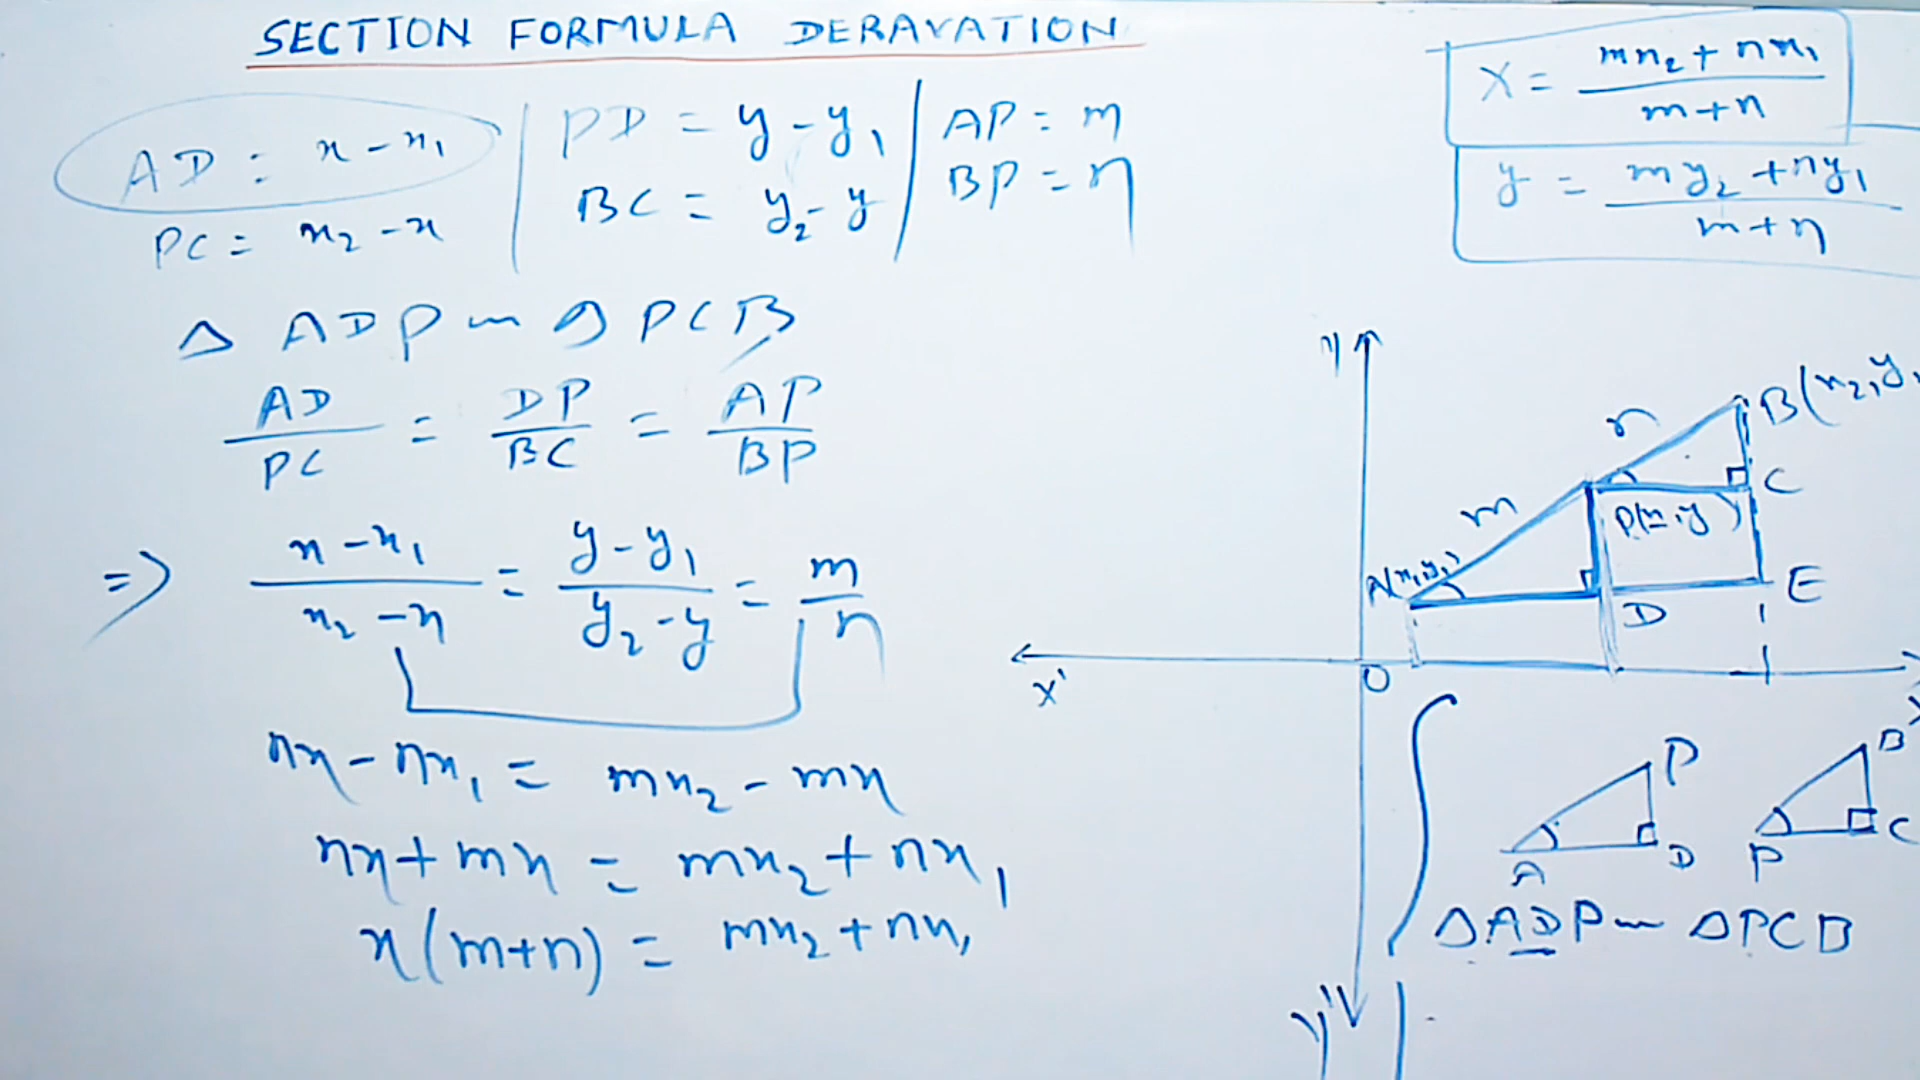 SECTION FORMULA DERAVATION
AD = x - x₁
PC = x₂ - x
PD = y - y₁
BC = y₂ - y
AP = m
BP = n
X = mx₂ + nx₁ / m+n
y = my₂ + ny₁ / m+n
△ ADP ~ △ PCB
AD/PC = DP/BC = AP/BP
=> x - x₁ / x₂ - x = y - y₁ / y₂ - y = m/n
nx - nx₁ = mx₂ - mx
nx + mx = mx₂ + nx₁
x(m+n) = mx₂ + nx₁
Y
B(x₂, y
n
C
m
P(x, y)
A(x₁, y₁)
D
E
X'
O
X
P
B
A
D
P
C
△ADP ~ △PCB
Y'